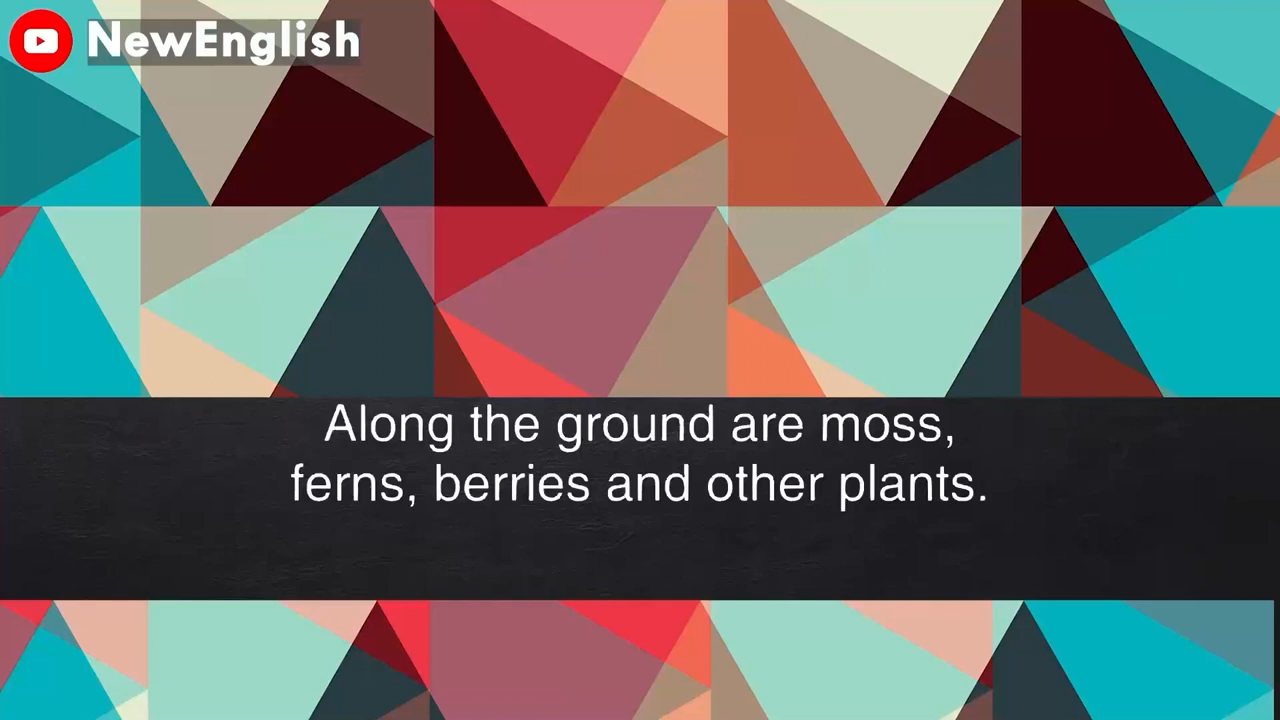 NewEnglish
Along the ground are moss,
ferns, berries and other plants.